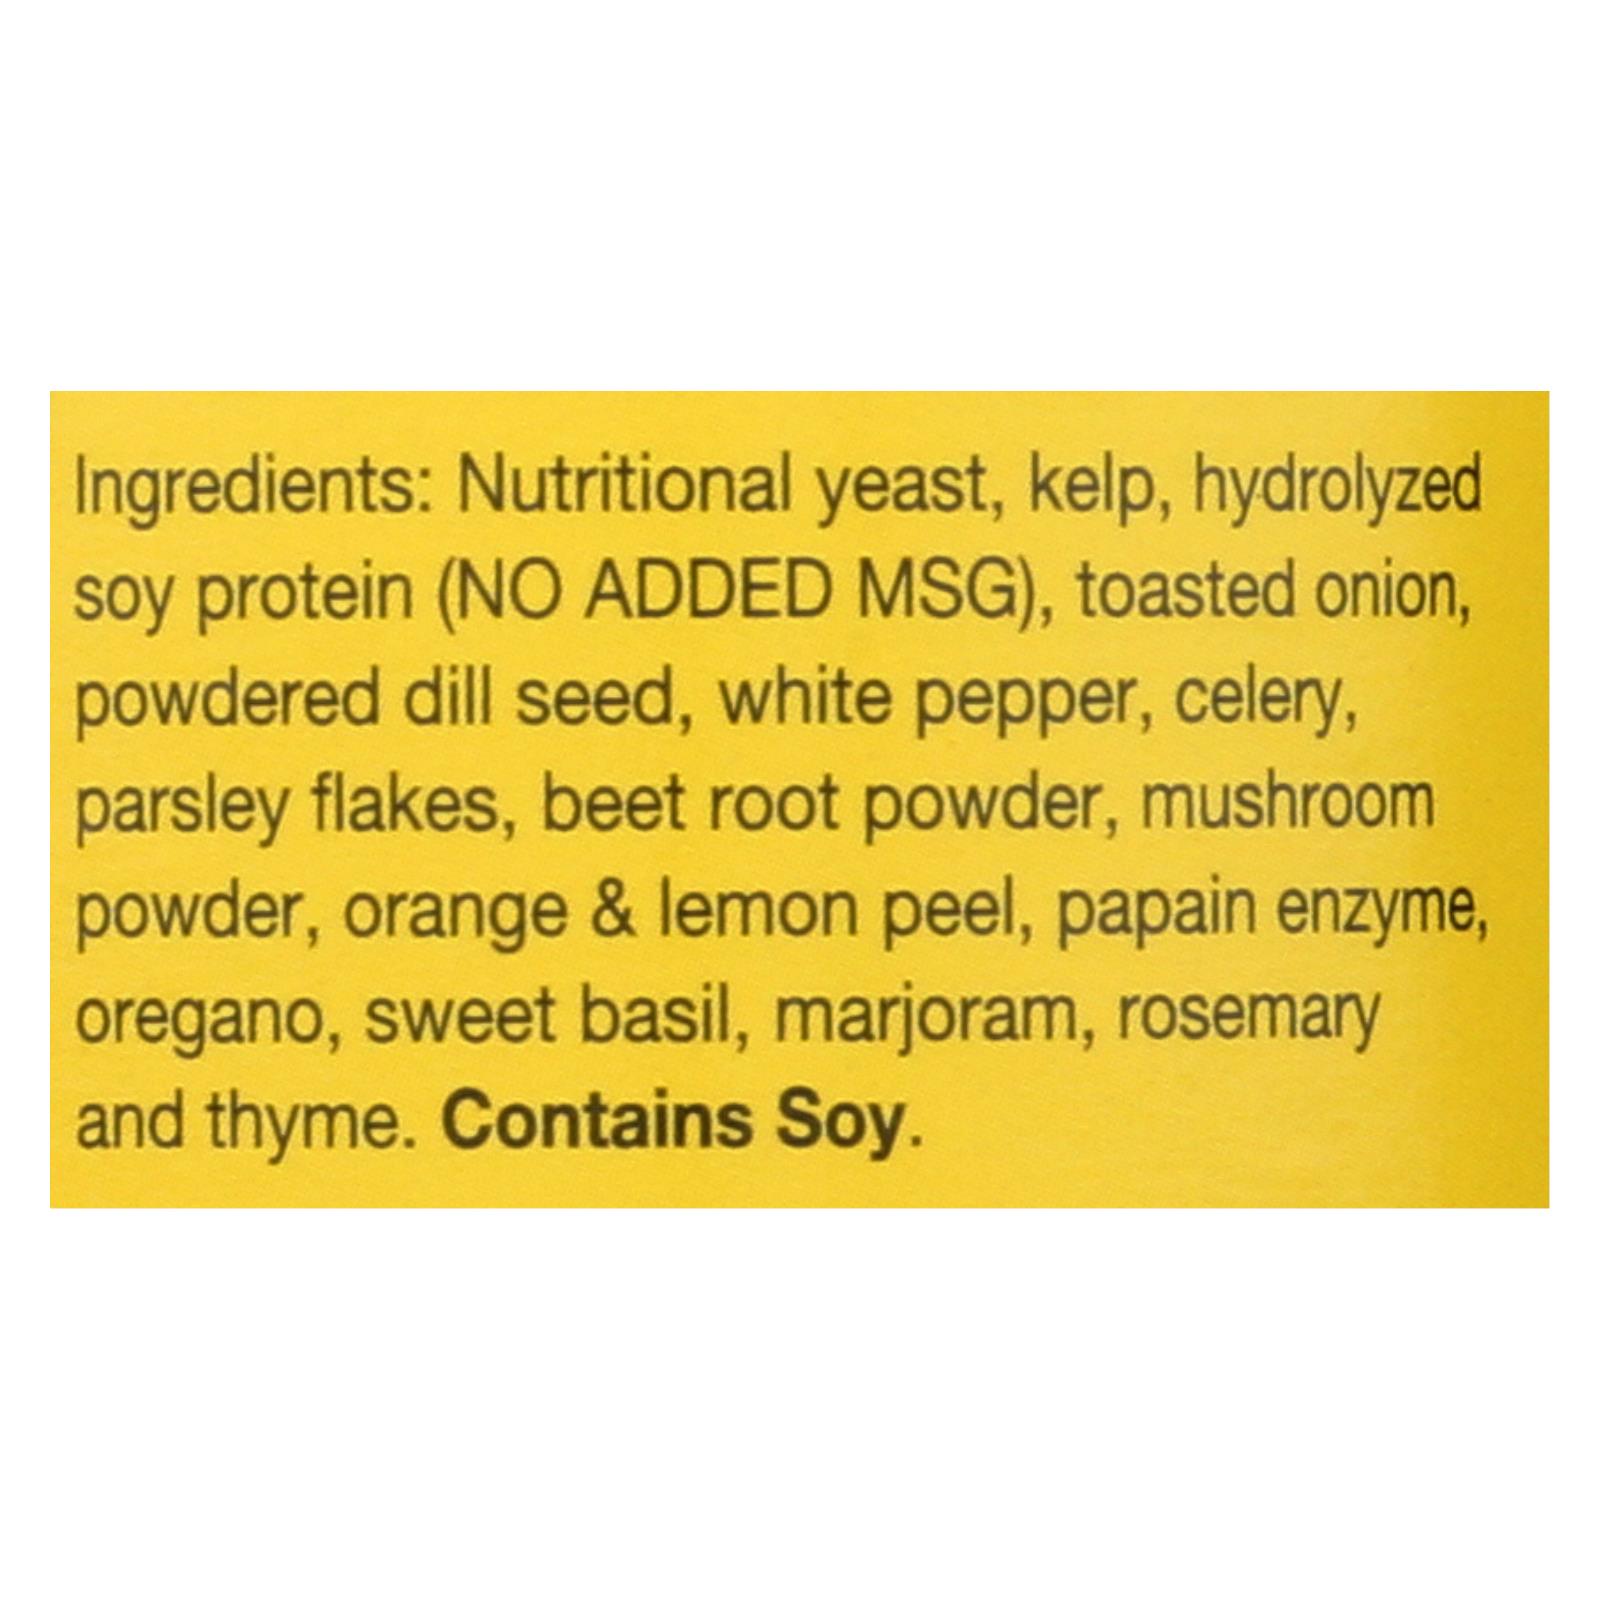 Ingredients: Nutritional yeast, kelp, hydrolyzed
soy protein (NO ADDED MSG), toasted onion,
powdered dill seed, white pepper, celery,
parsley flakes, beet root powder, mushroom
powder, orange & lemon peel, papain enzyme,
oregano, sweet basil, marjoram, rosemary
and thyme. Contains Soy.